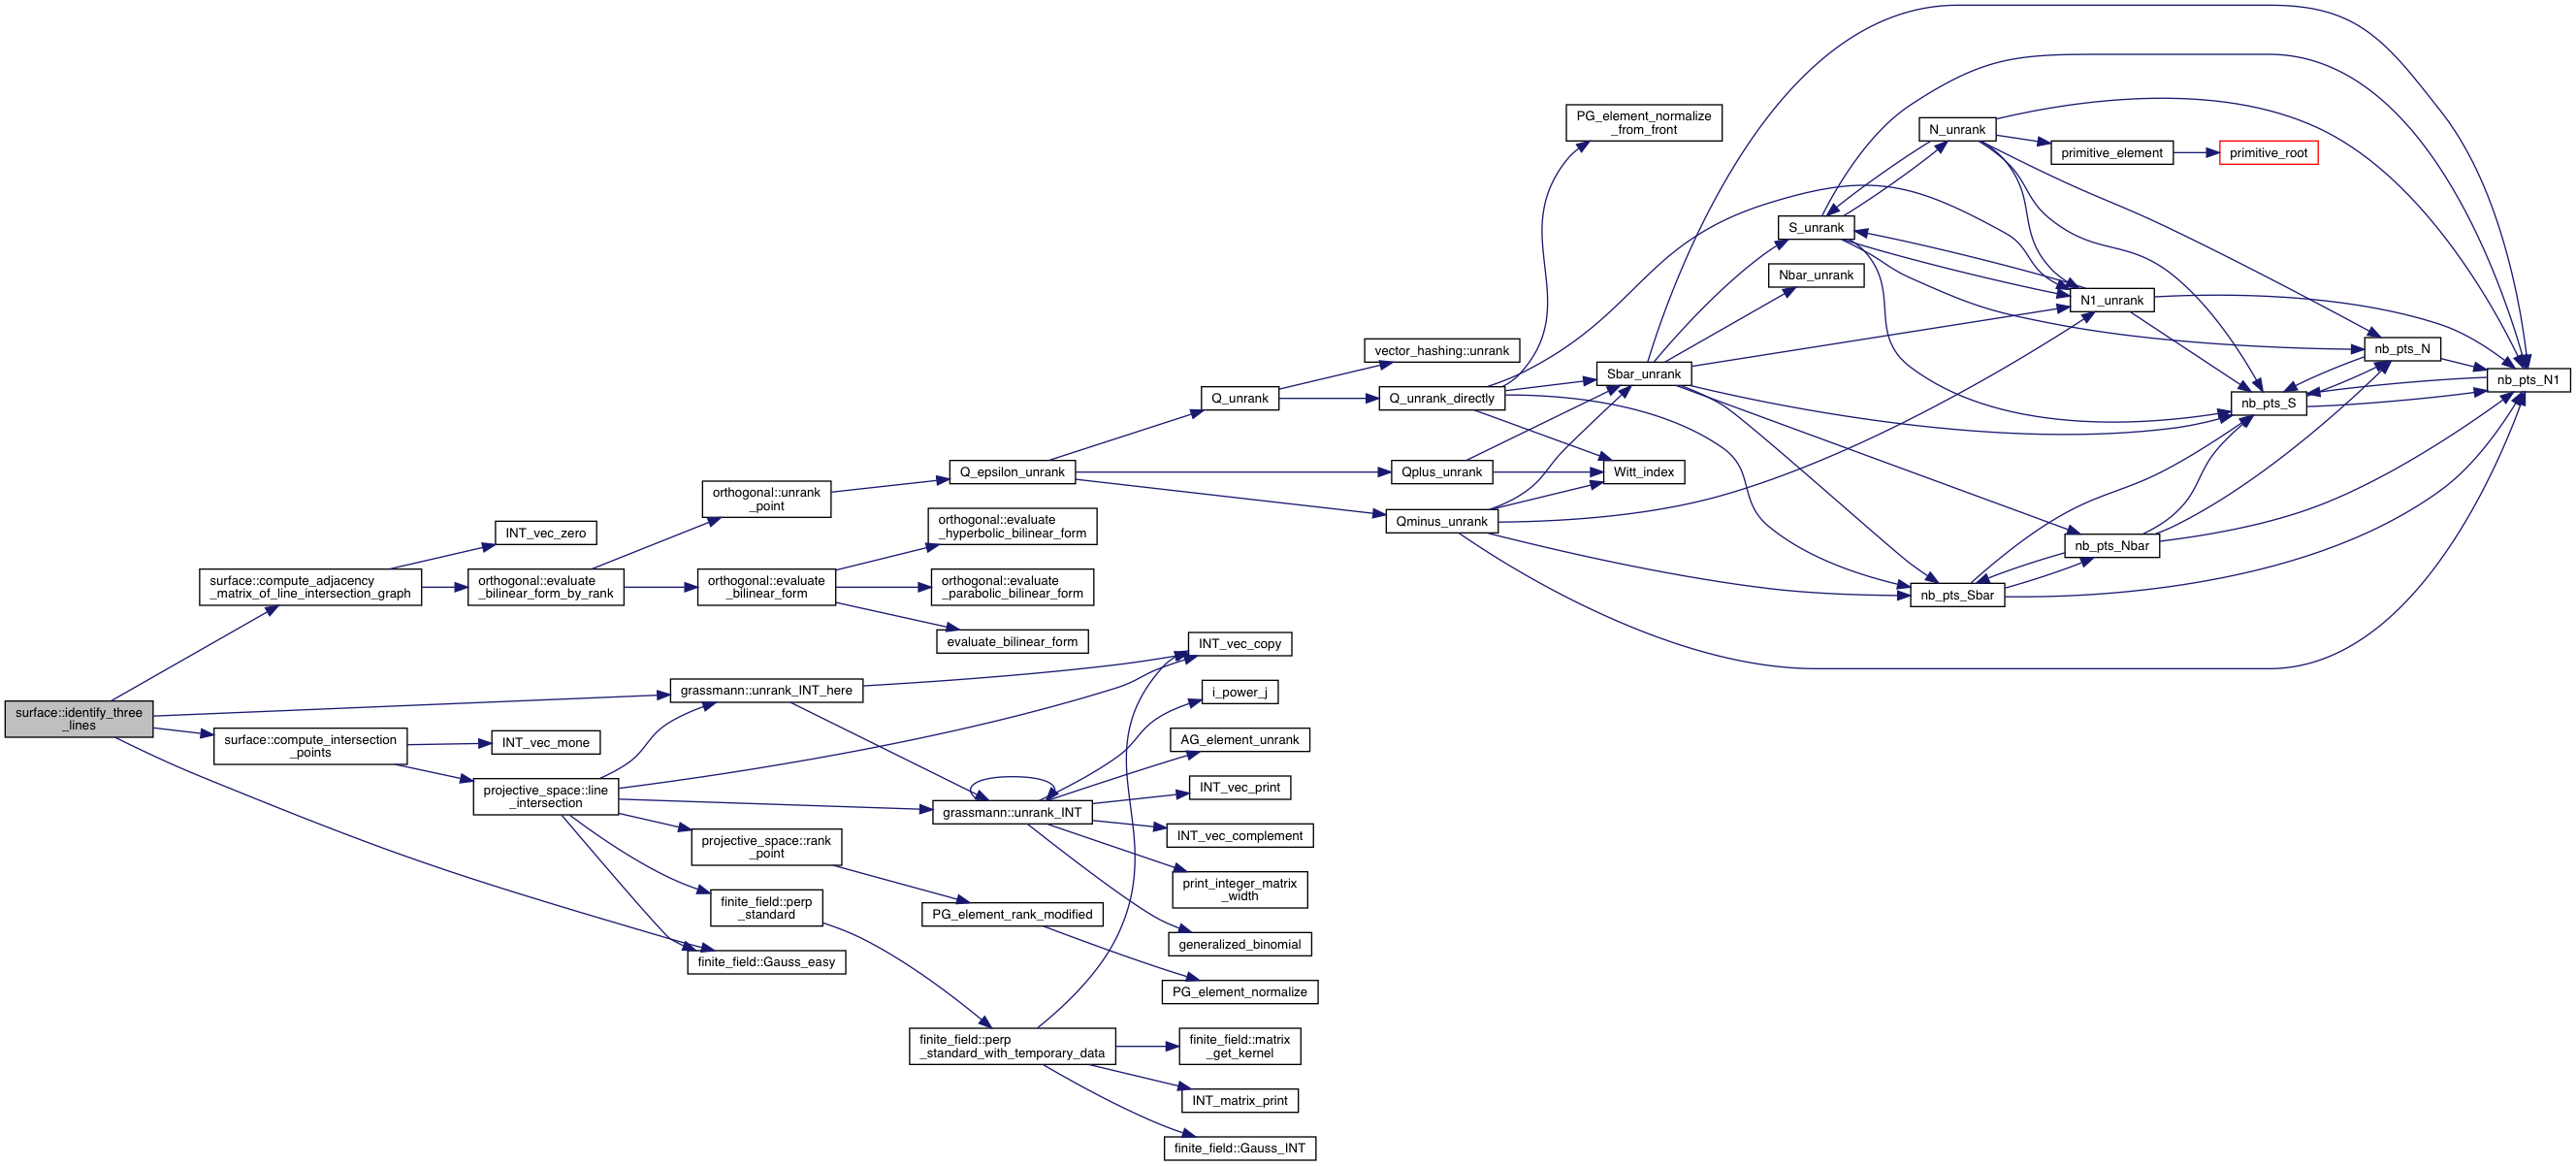 surface::identify_three
_lines
surface::compute_adjacency
_matrix_of_line_intersection_graph
INT_vec_zero
orthogonal::evaluate
_bilinear_form_by_rank
orthogonal::unrank
_point
Q_epsilon_unrank
Q_unrank
vector_hashing::unrank
Q_unrank_directly
PG_element_normalize
_from_front
Sbar_unrank
S_unrank
N_unrank
primitive_element
primitive_root
Nbar_unrank
N1_unrank
nb_pts_N
nb_pts_N1
nb_pts_S
Witt_index
Qplus_unrank
Qminus_unrank
nb_pts_Nbar
nb_pts_Sbar
orthogonal::evaluate
_bilinear_form
orthogonal::evaluate
_hyperbolic_bilinear_form
orthogonal::evaluate
_parabolic_bilinear_form
evaluate_bilinear_form
grassmann::unrank_INT_here
INT_vec_copy
surface::compute_intersection
_points
INT_vec_mone
projective_space::line
_intersection
grassmann::unrank_INT
i_power_j
AG_element_unrank
INT_vec_print
INT_vec_complement
print_integer_matrix
_width
generalized_binomial
projective_space::rank
_point
PG_element_rank_modified
PG_element_normalize
finite_field::perp
_standard
finite_field::Gauss_easy
finite_field::perp
_standard_with_temporary_data
finite_field::matrix
_get_kernel
INT_matrix_print
finite_field::Gauss_INT